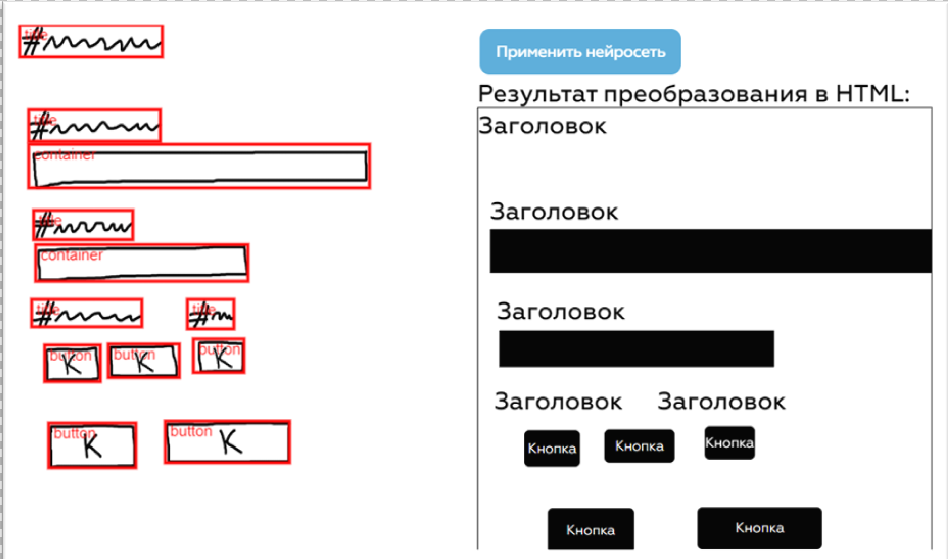 title
#
title
#
container
title
#
container
title
#
title
#
button
K
button
K
button
K
button
K
button
K
Применить нейросеть
Результат преобразования в HTML:
Заголовок
Заголовок
Заголовок
Заголовок Заголовок
Кнопка Кнопка Кнопка
Кнопка Кнопка